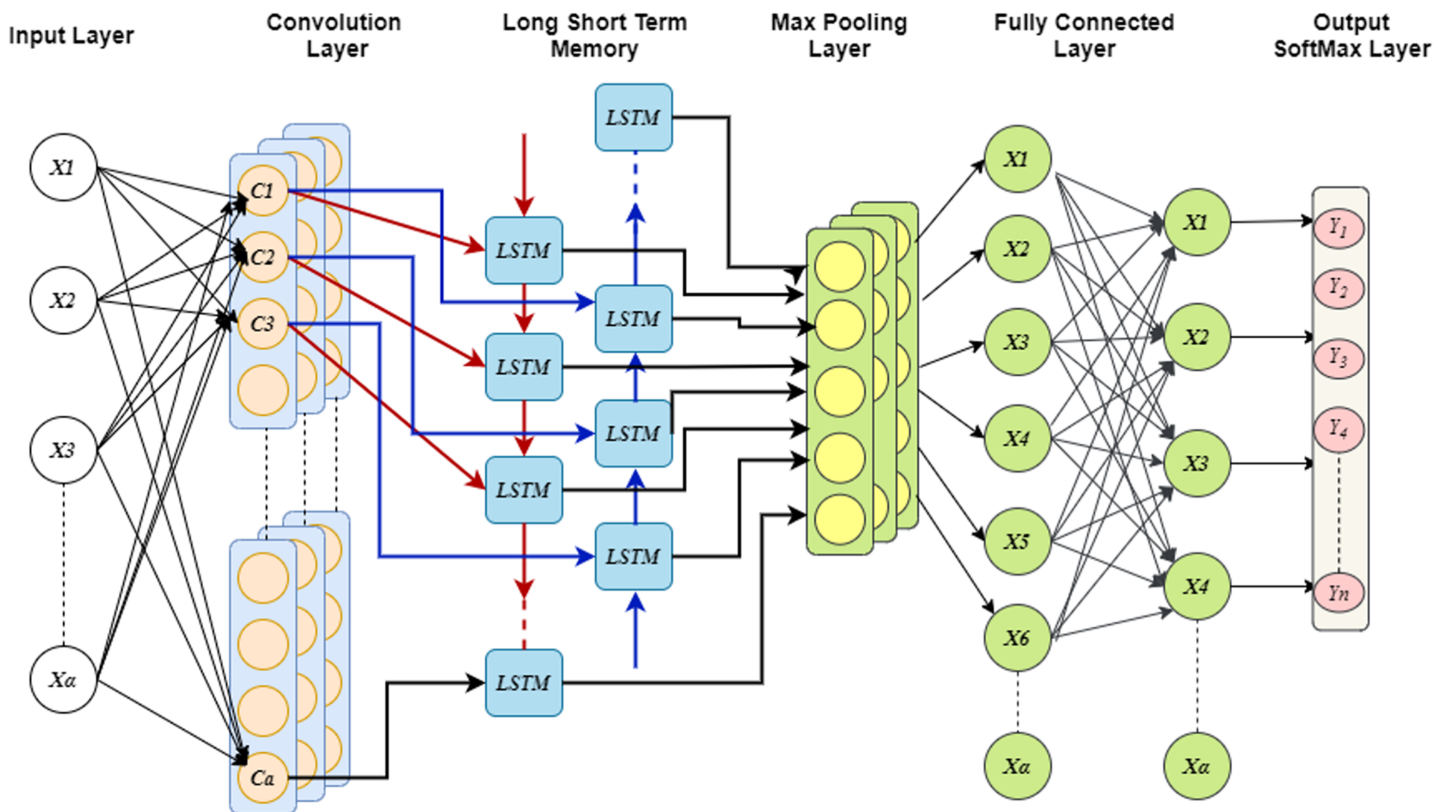 Input Layer
Convolution
Layer
Long Short Term
Memory
Max Pooling
Layer
Fully Connected
Layer
Output
SoftMax Layer
X1
X2
X3
Xα
C1
C2
C3
Cα
LSTM
LSTM
LSTM
LSTM
LSTM
LSTM
LSTM
LSTM
X1
X2
X3
X4
X5
X6
Xα
X1
X2
X3
X4
Xα
Y1
Y2
Y3
Y4
Yn